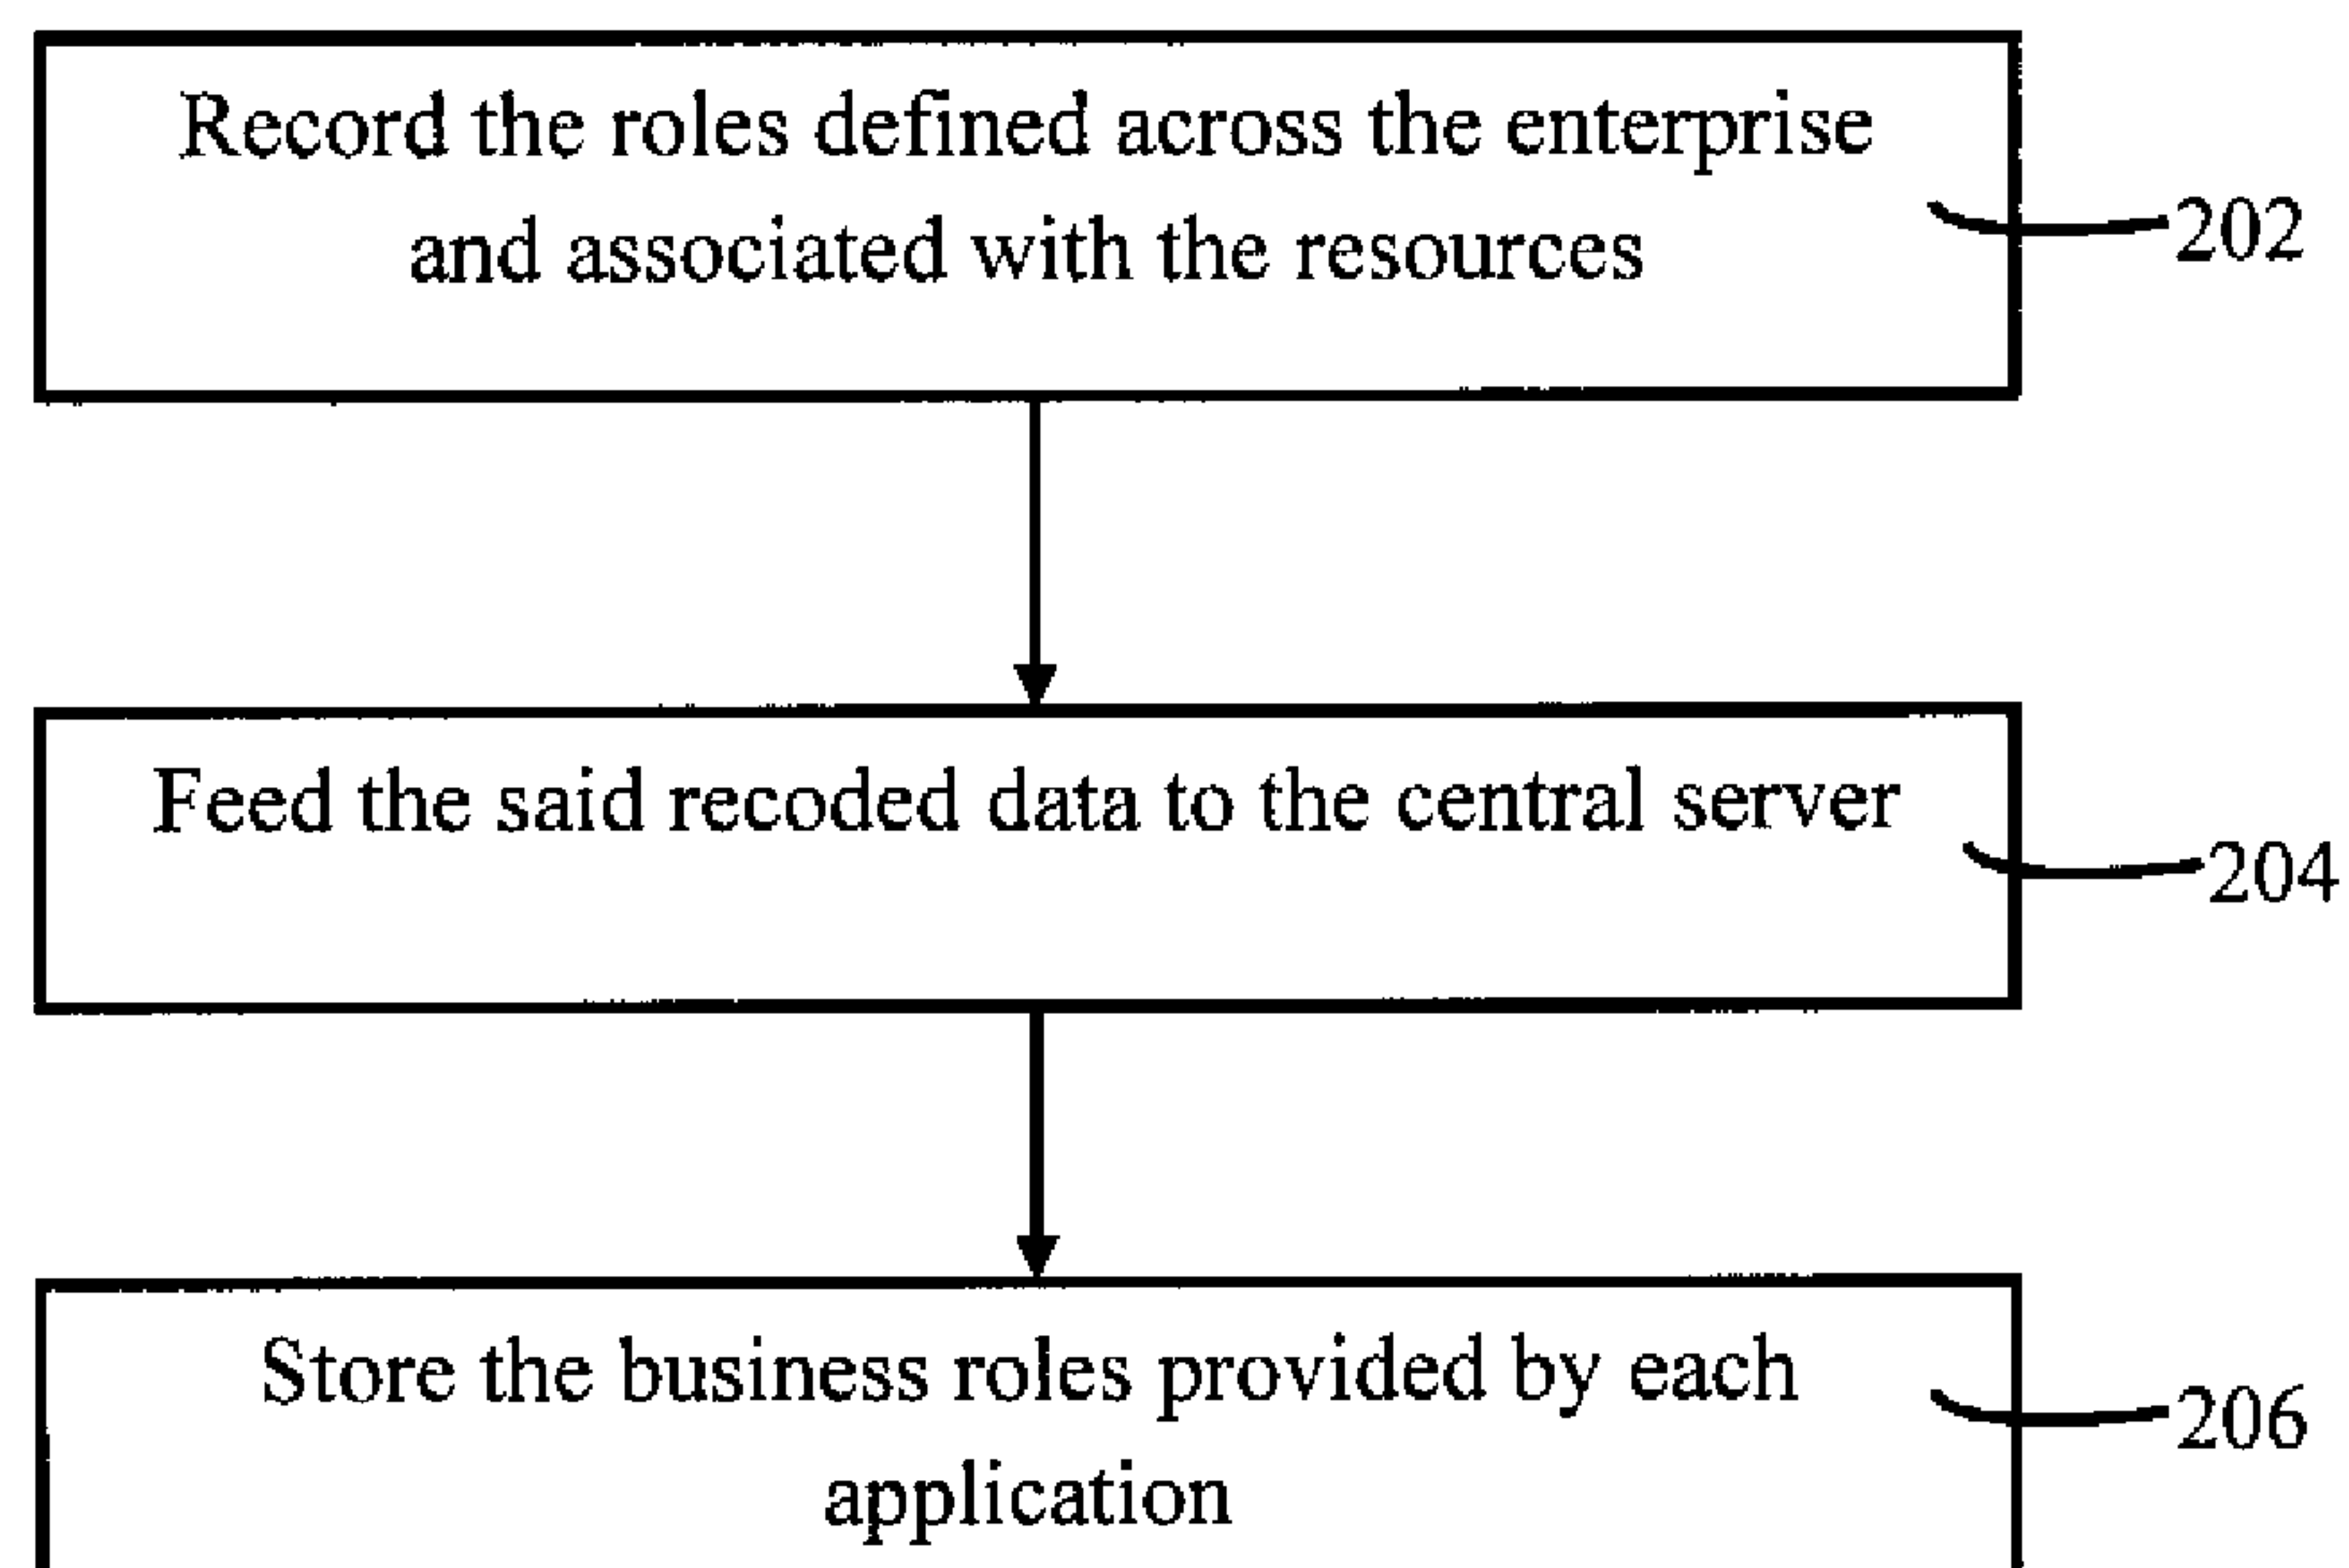 Record the roles defined across the enterprise
and associated with the resources
202
Feed the said recoded data to the central server
204
Store the business roles provided by each
application
206